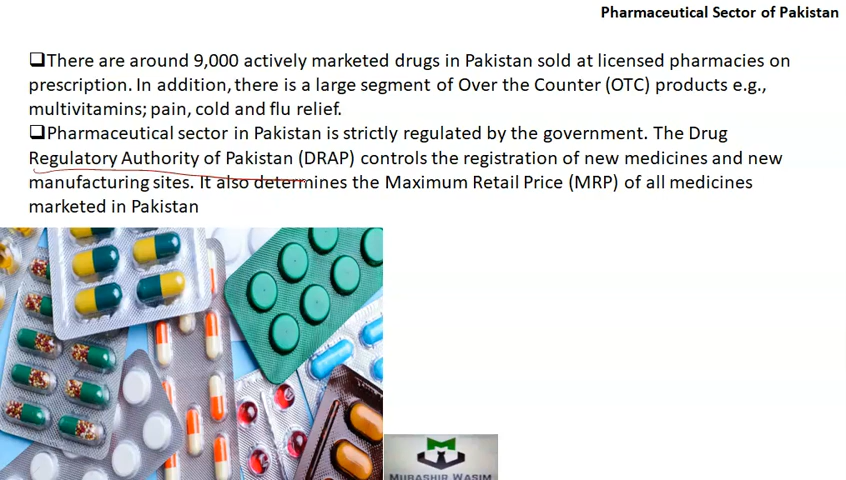 Pharmaceutical Sector of Pakistan
❑There are around 9,000 actively marketed drugs in Pakistan sold at licensed pharmacies on
prescription. In addition, there is a large segment of Over the Counter (OTC) products e.g.,
multivitamins; pain, cold and flu relief.
❑Pharmaceutical sector in Pakistan is strictly regulated by the government. The Drug
Regulatory Authority of Pakistan (DRAP) controls the registration of new medicines and new
manufacturing sites. It also determines the Maximum Retail Price (MRP) of all medicines
marketed in Pakistan
MUBASHIR WASIM